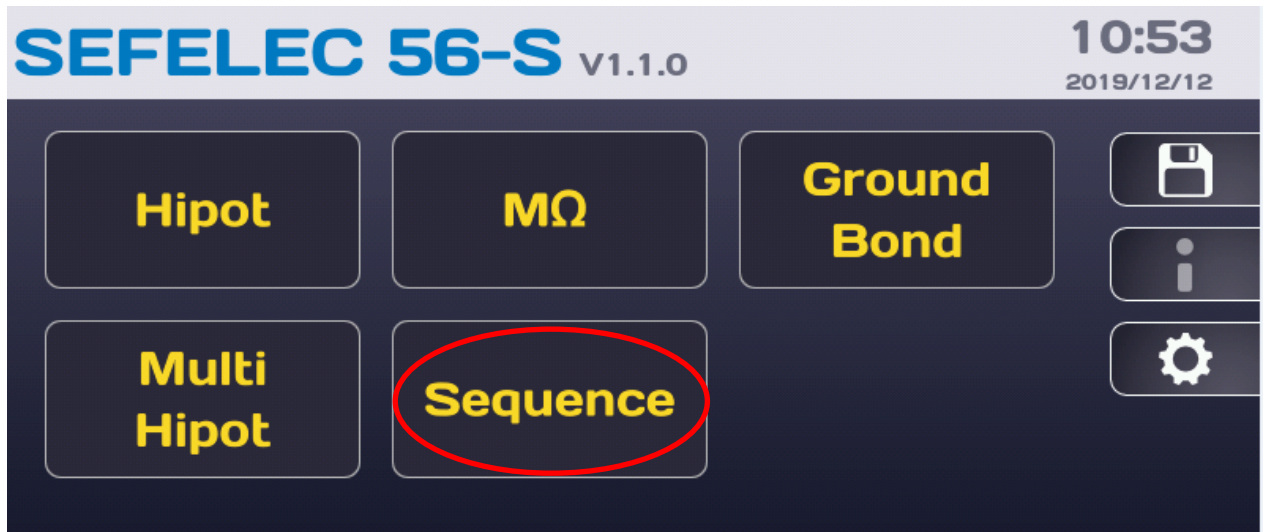 SEFELEC 56-S V1.1.0
10:53
2019/12/12
Hipot
MΩ
Ground
Bond
Multi
Hipot
Sequence